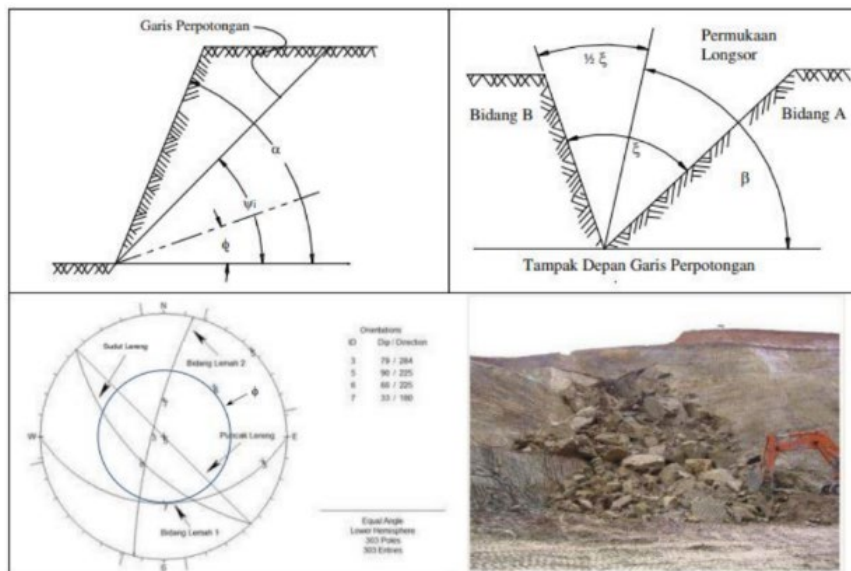 Garis Perpotongan
α
ψi
ϕ
½ ξ
Permukaan
Longsor
Bidang B
Bidang A
ξ
β
Tampak Depan Garis Perpotongan
N
Sudut Lereng
Bidang Lemah 2
ϕ
W
E
Puncak Lereng
Bidang Lemah 1
S
Orientations
ID Dip / Direction
3 79 / 284
5 90 / 225
6 60 / 225
7 33 / 180
Equal Angle
Lower Hemisphere
303 Poles
303 Entries